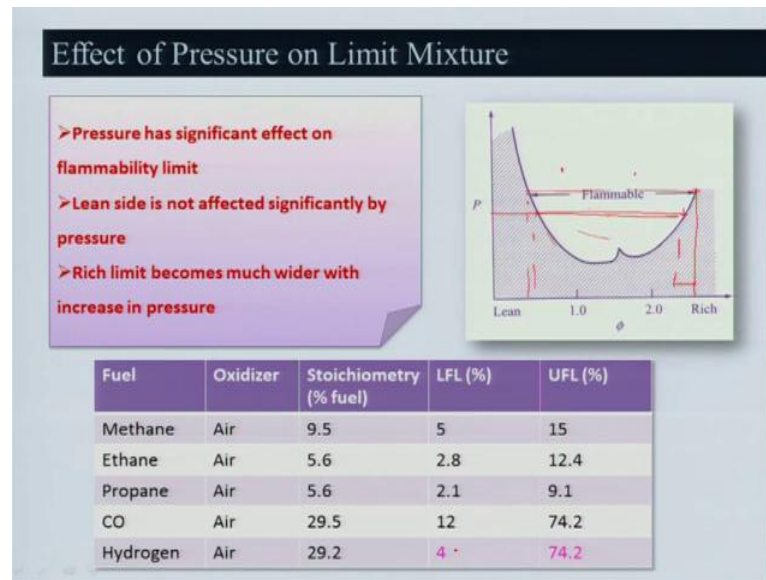 Effect of Pressure on Limit Mixture
➢Pressure has significant effect on
flammability limit
➢Lean side is not affected significantly by
pressure
➢Rich limit becomes much wider with
increase in pressure
P
Flammable
Lean 1.0 2.0 Rich
ϕ
Fuel Oxidizer Stoichiometry LFL (%) UFL (%)
(% fuel)
Methane Air 9.5 5 15
Ethane Air 5.6 2.8 12.4
Propane Air 5.6 2.1 9.1
CO Air 29.5 12 74.2
Hydrogen Air 29.2 4 74.2